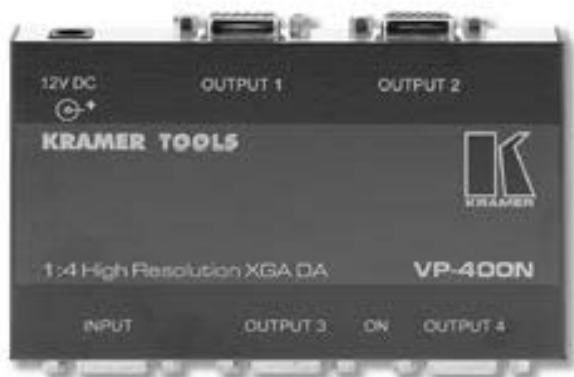 12V DC OUTPUT 1 OUTPUT 2
+
KRAMER TOOLS
K
KRAMER
1:4 High Resolution XGA DA VP-400N
INPUT OUTPUT 3 ON OUTPUT 4